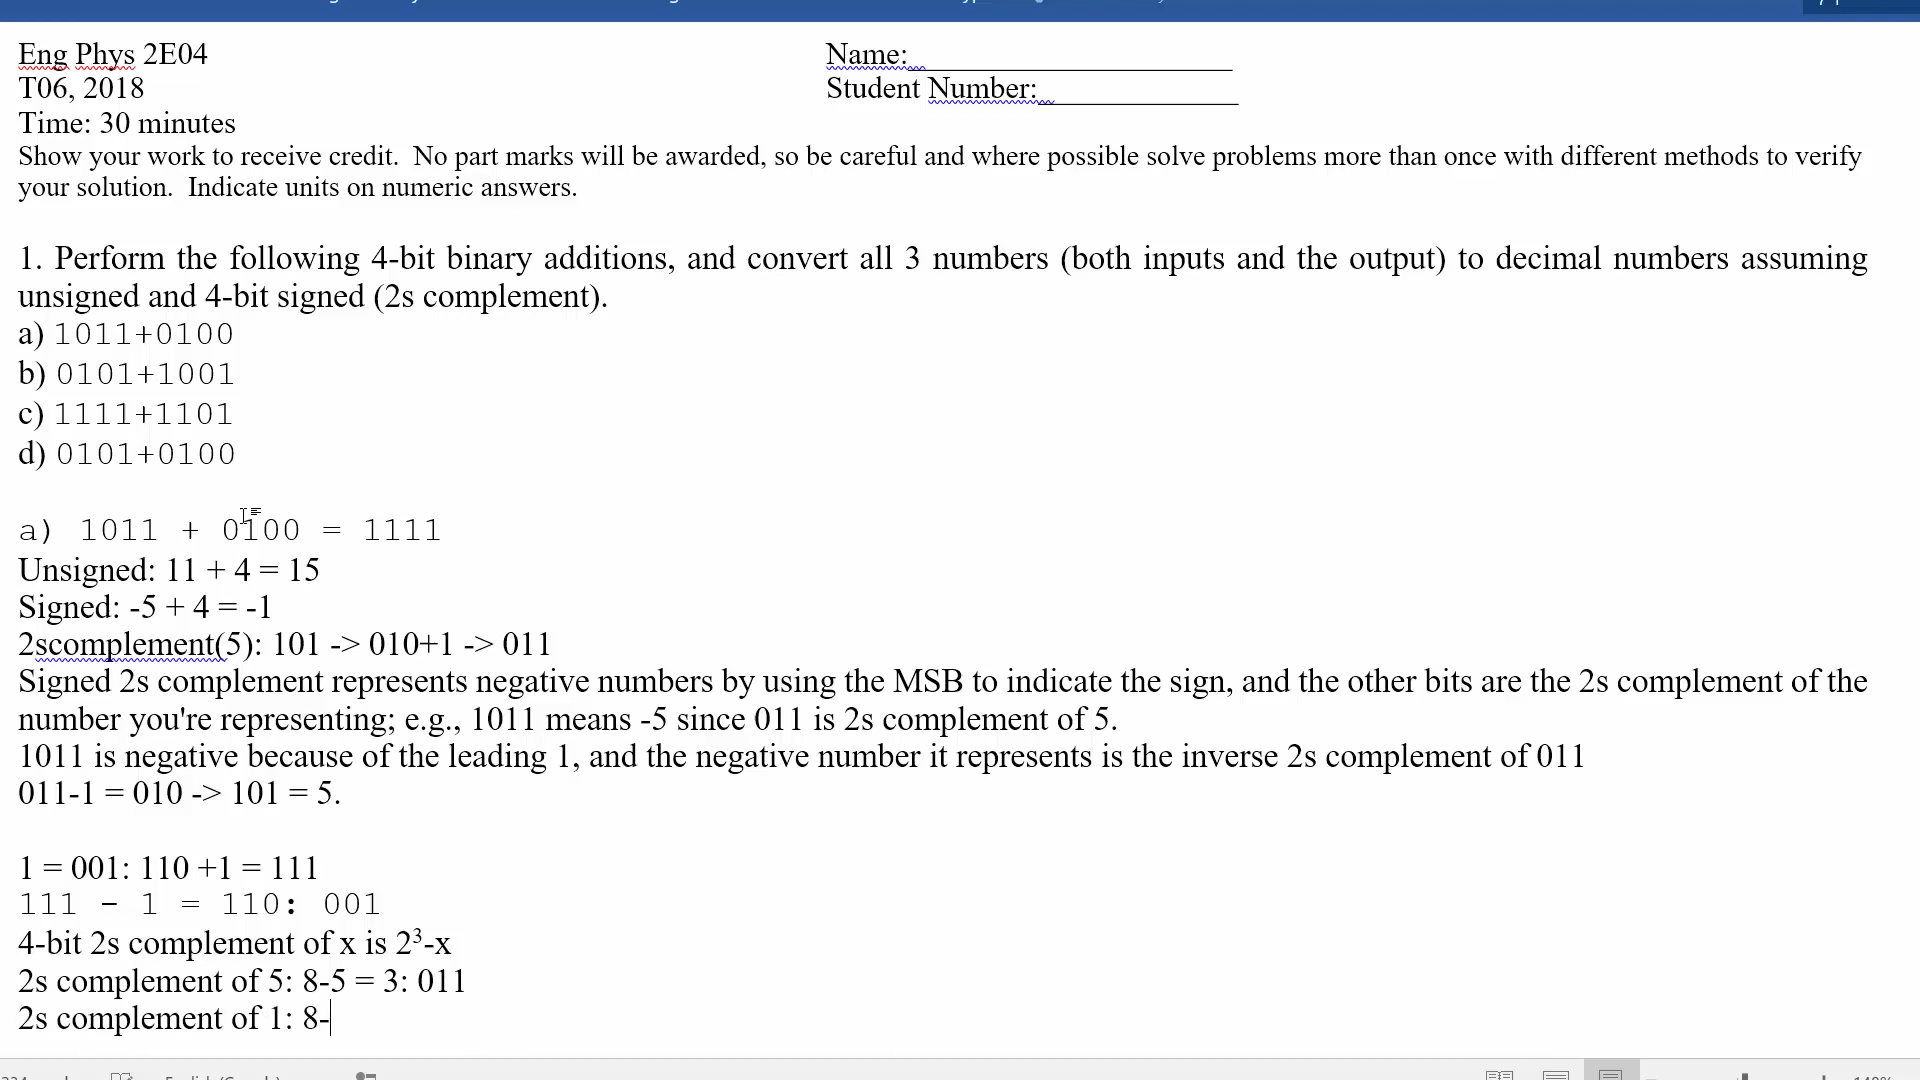 Eng Phys 2E04
Name:
T06, 2018
Student Number:
Time: 30 minutes
Show your work to receive credit. No part marks will be awarded, so be careful and where possible solve problems more than once with different methods to verify
your solution. Indicate units on numeric answers.
1. Perform the following 4-bit binary additions, and convert all 3 numbers (both inputs and the output) to decimal numbers assuming
unsigned and 4-bit signed (2s complement).
a) 1011+0100
b) 0101+1001
c) 1111+1101
d) 0101+0100
a) 1011 + 0100 = 1111
Unsigned: 11 + 4 = 15
Signed: -5 + 4 = -1
2scomplement(5): 101 -> 010+1 -> 011
Signed 2s complement represents negative numbers by using the MSB to indicate the sign, and the other bits are the 2s complement of the
number you're representing; e.g., 1011 means -5 since 011 is 2s complement of 5.
1011 is negative because of the leading 1, and the negative number it represents is the inverse 2s complement of 011
011-1 = 010 -> 101 = 5.
1 = 001: 110 +1 = 111
111 - 1 = 110: 001
4-bit 2s complement of x is 2³-x
2s complement of 5: 8-5 = 3: 011
2s complement of 1: 8-